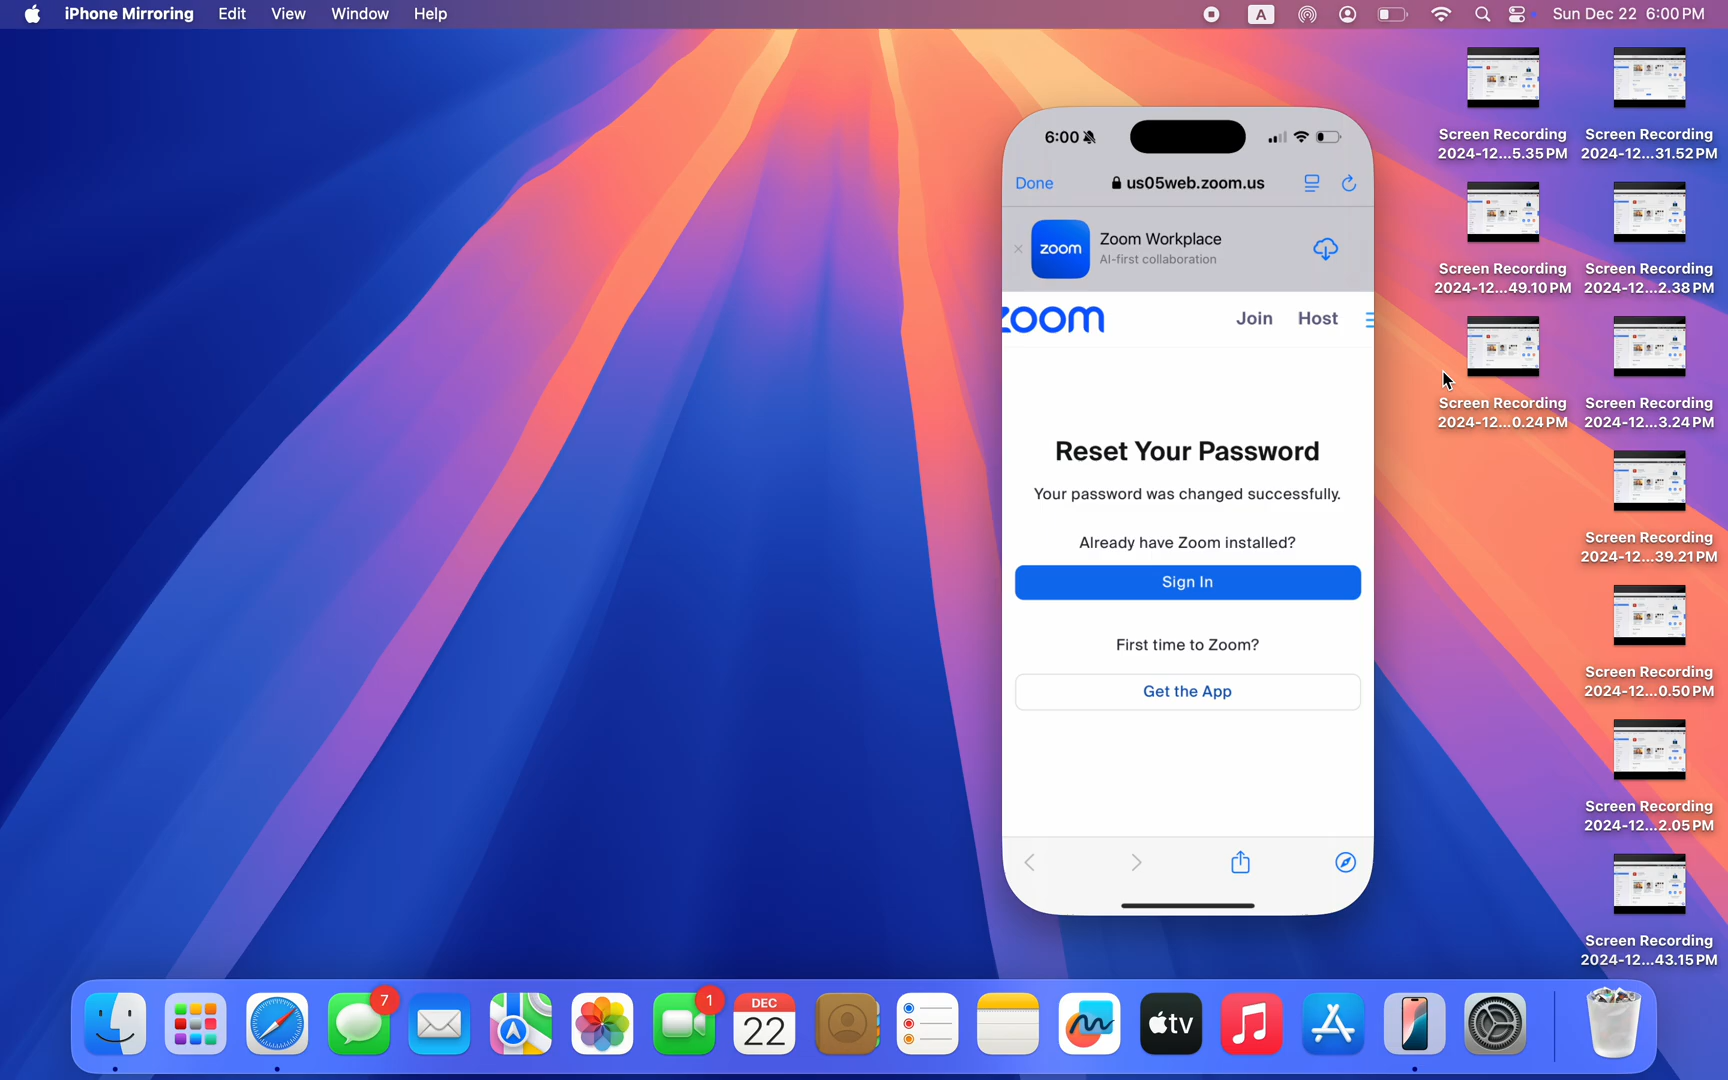 iPhone Mirroring Edit View Window Help
A Sun Dec 22 6:00 PM
Screen Recording
2024-12...5.35 PM
Screen Recording
2024-12...31.52 PM
Screen Recording
2024-12...49.10 PM
Screen Recording
2024-12...2.38 PM
Screen Recording
2024-12...0.24 PM
Screen Recording
2024-12...3.24 PM
Screen Recording
2024-12...39.21 PM
Screen Recording
2024-12...0.50 PM
Screen Recording
2024-12...2.05 PM
Screen Recording
2024-12...43.15 PM
6:00
Done us05web.zoom.us
zoom
Zoom Workplace
AI-first collaboration
zoom Join Host
Reset Your Password
Your password was changed successfully.
Already have Zoom installed?
Sign In
First time to Zoom?
Get the App
7
1
DEC
22
tv